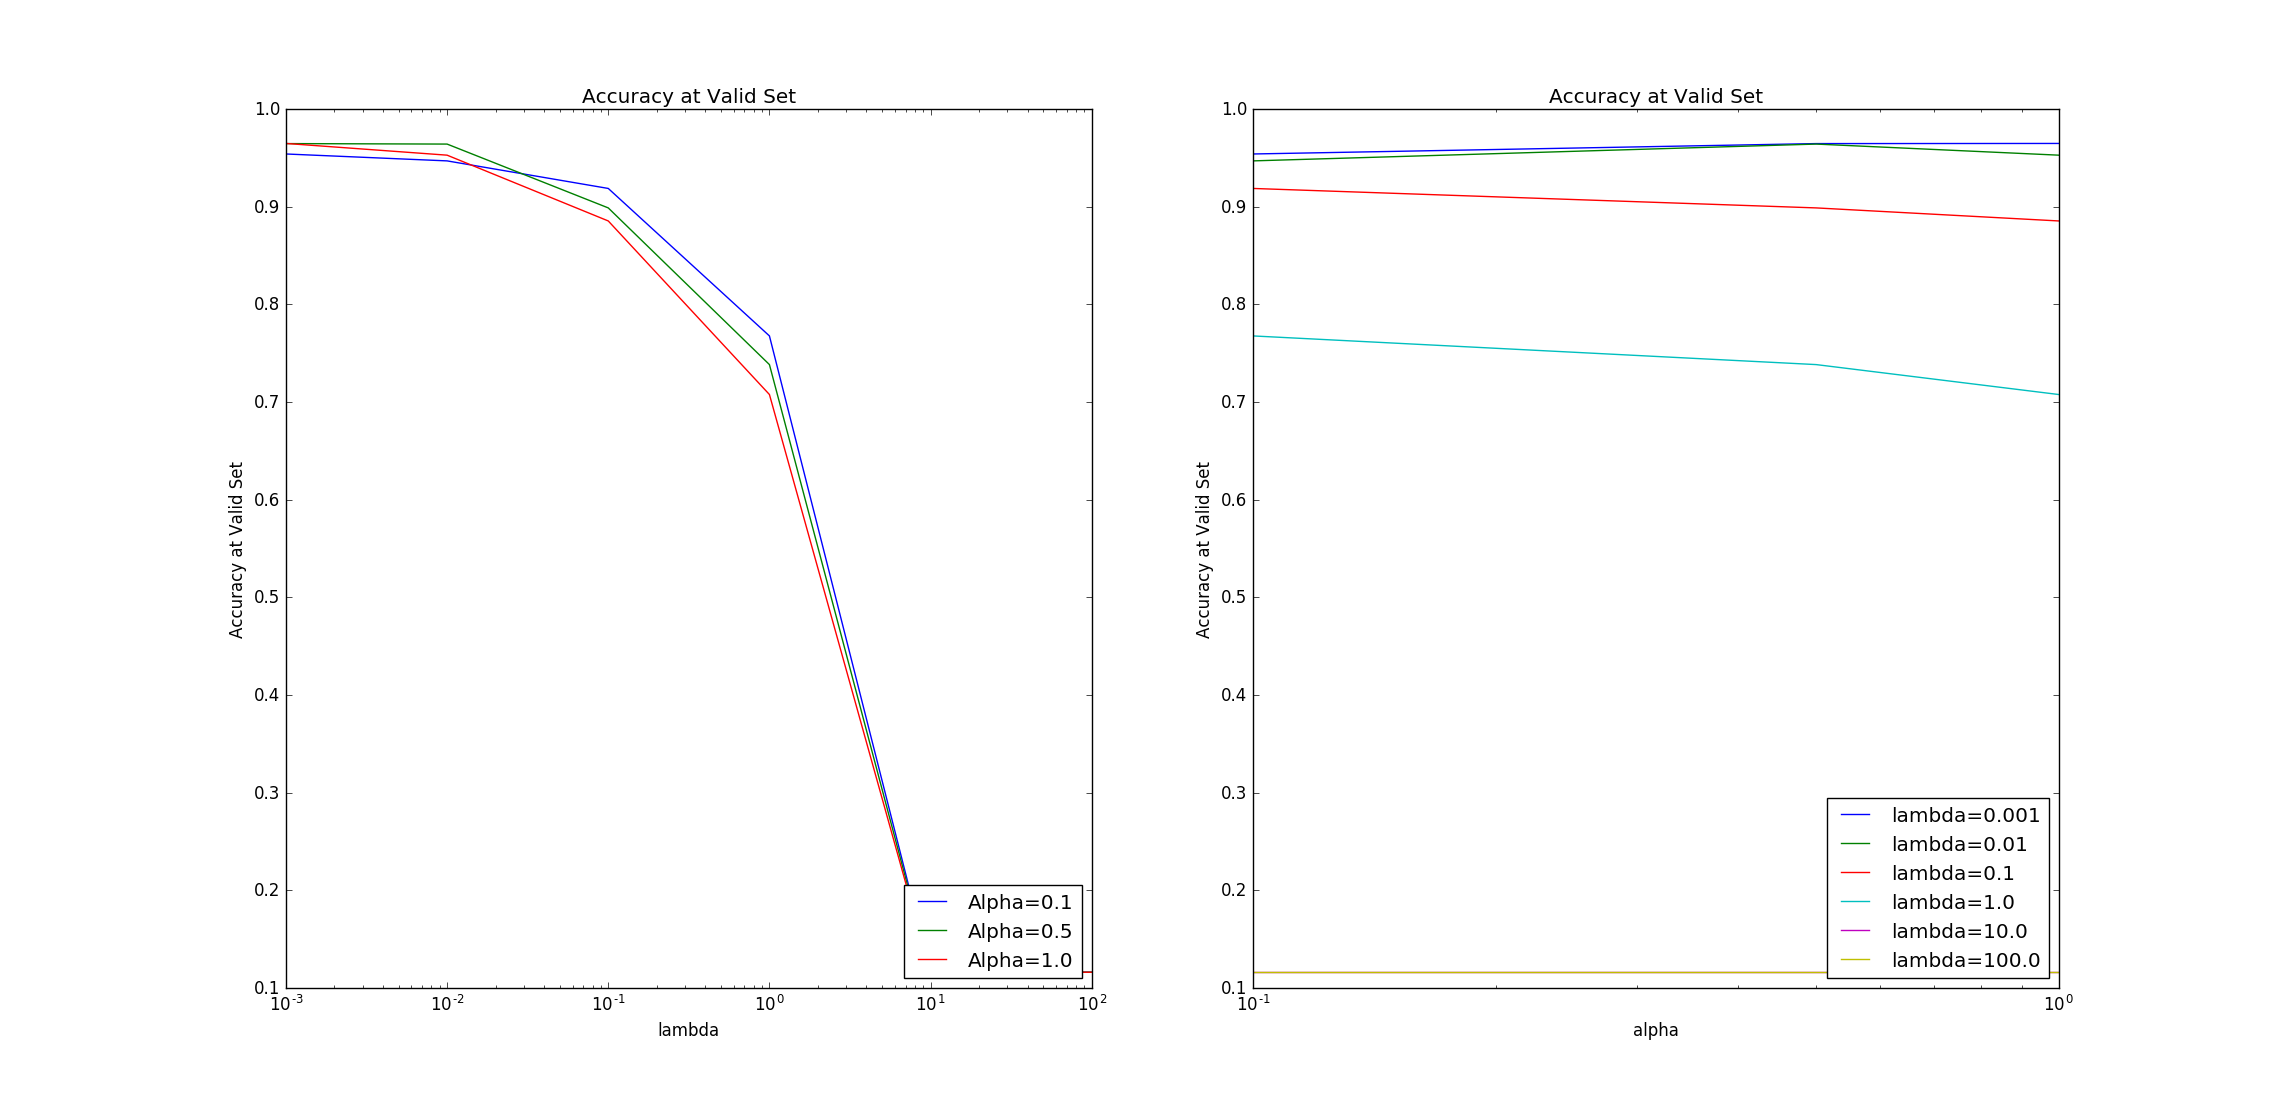 Accuracy at Valid Set
1.0
0.9
0.8
0.7
0.6
0.5
0.4
0.3
0.2
0.1
Accuracy at Valid Set
10^-3 10^-2 10^-1 10^0 10^1 10^2
lambda
Alpha=0.1
Alpha=0.5
Alpha=1.0
Accuracy at Valid Set
1.0
0.9
0.8
0.7
0.6
0.5
0.4
0.3
0.2
0.1
Accuracy at Valid Set
10^-1 10^0
alpha
lambda=0.001
lambda=0.01
lambda=0.1
lambda=1.0
lambda=10.0
lambda=100.0